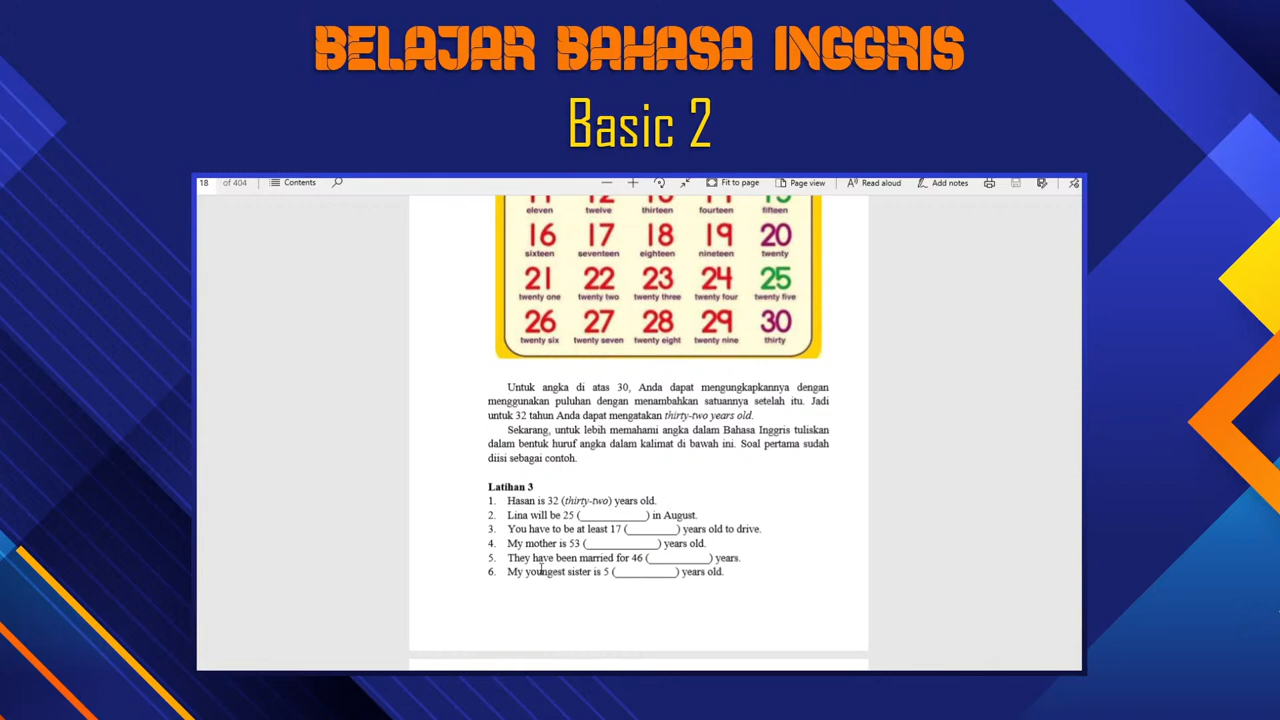 BELAJAR BAHASA INGGRIS
Basic 2
18 of 404 Contents Fit to page Page view Read aloud Add notes
eleven twelve thirteen fourteen fifteen
16 17 18 19 20
sixteen seventeen eighteen nineteen twenty
21 22 23 24 25
twenty one twenty two twenty three twenty four twenty five
26 27 28 29 30
twenty six twenty seven twenty eight twenty nine thirty
Untuk angka di atas 30, Anda dapat mengungkapkannya dengan
menggunakan puluhan dengan menambahkan satuannya setelah itu. Jadi
untuk 32 tahun Anda dapat mengatakan thirty-two years old.
Sekarang, untuk lebih memahami angka dalam Bahasa Inggris tuliskan
dalam bentuk huruf angka dalam kalimat di bawah ini. Soal pertama sudah
diisi sebagai contoh.
Latihan 3
1. Hasan is 32 (thirty-two) years old.
2. Lina will be 25 (____________) in August.
3. You have to be at least 17 (_________) years old to drive.
4. My mother is 53 (_____________) years old.
5. They have been married for 46 (___________) years.
6. My youngest sister is 5 (___________) years old.